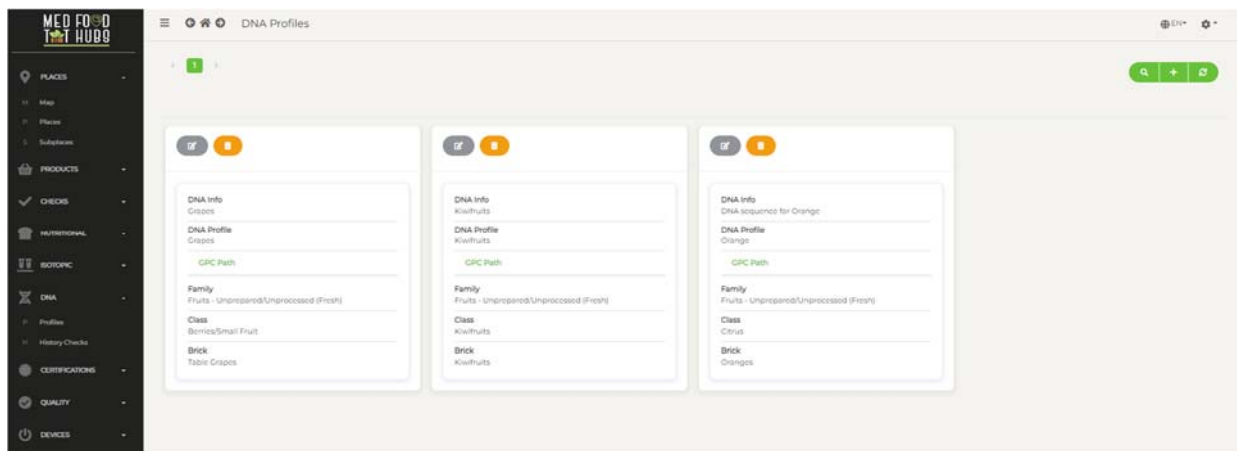 MED FOOD
TTHUBS
DNA Profiles
EN
PLACES
M Map
P Places
S Subplaces
PRODUCTS
CHECKS
NUTRITIONAL
ISOTOPIC
DNA
P Profiles
H History Checks
CERTIFICATIONS
QUALITY
DEVICES
1
DNA Info
Grapes
DNA Profile
Grapes
GPC Path
Family
Fruits - Unprepared/Unprocessed (Fresh)
Class
Berries/Small Fruit
Brick
Table Grapes
DNA Info
Kiwifruits
DNA Profile
Kiwifruits
GPC Path
Family
Fruits - Unprepared/Unprocessed (Fresh)
Class
Kiwifruits
Brick
Kiwifruits
DNA Info
DNA sequence for Orange
DNA Profile
Orange
GPC Path
Family
Fruits - Unprepared/Unprocessed (Fresh)
Class
Citrus
Brick
Oranges